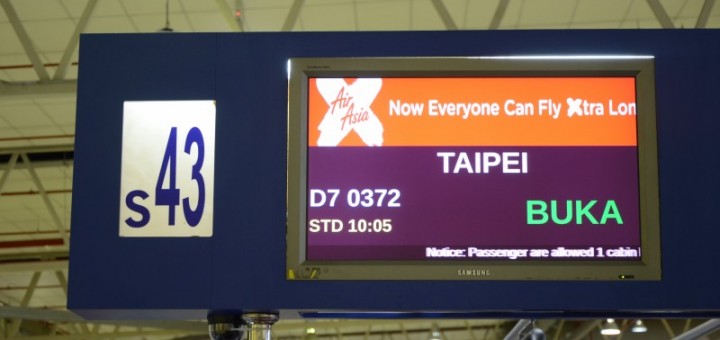 S43
Air Asia
Now Everyone Can Fly Xtra Lon
TAIPEI
D7 0372
BUKA
STD 10:05
Notice: Passenger are allowed 1 cabin
SAMSUNG